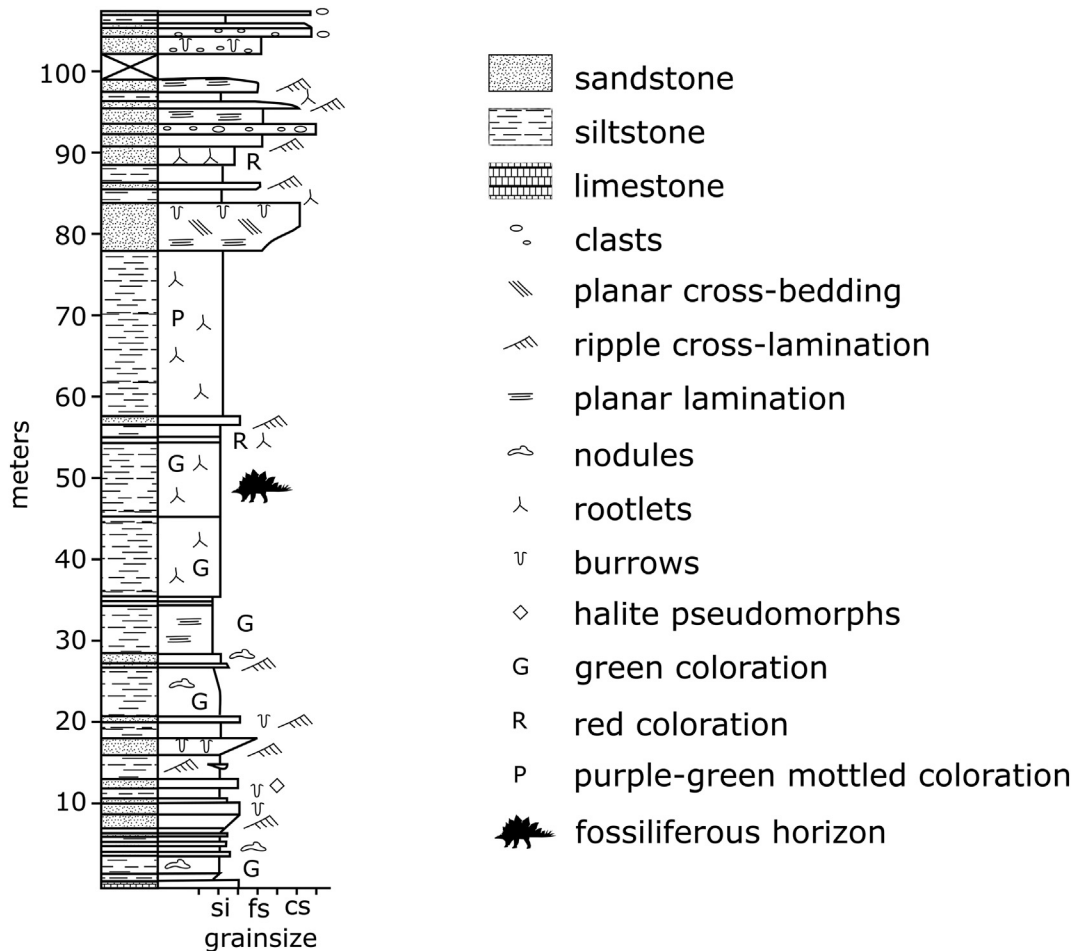 100
90
80
70
60
50
40
30
20
10
meters
R
P
R
G
G
G
G
G
si fs cs
grainsize
sandstone
siltstone
limestone
clasts
planar cross-bedding
ripple cross-lamination
planar lamination
nodules
rootlets
burrows
halite pseudomorphs
G green coloration
R red coloration
P purple-green mottled coloration
fossiliferous horizon